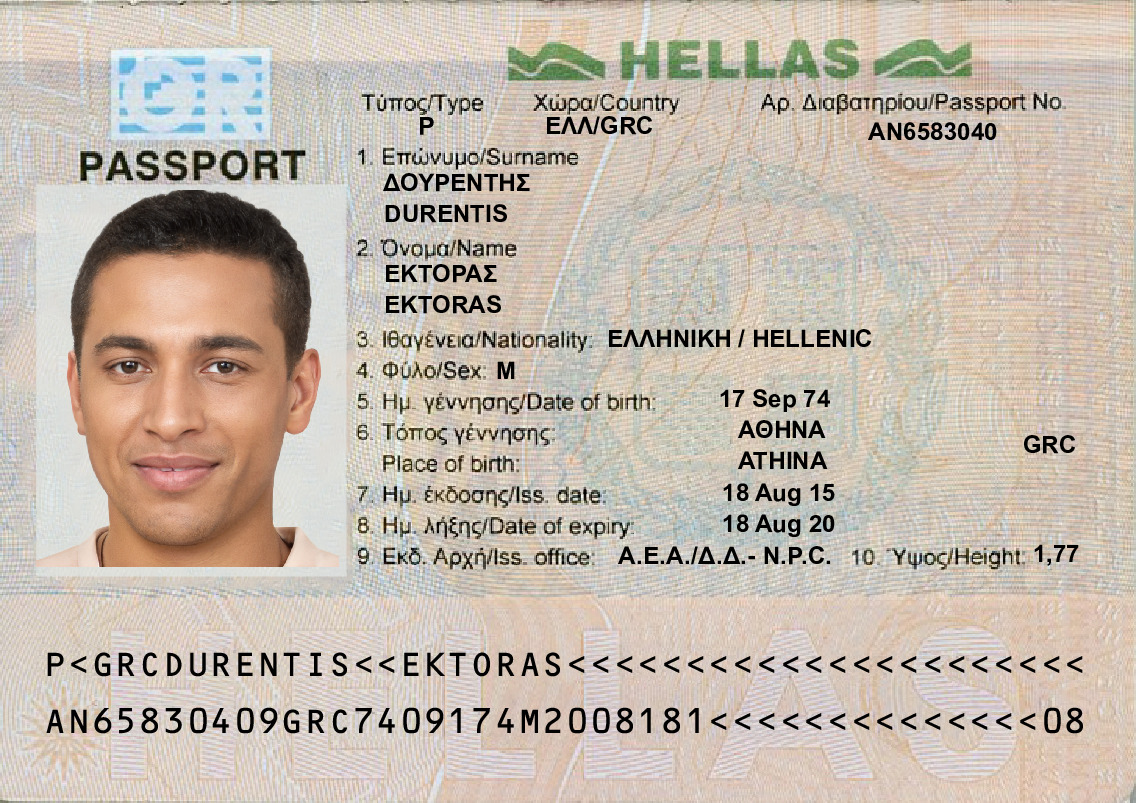 GR
PASSPORT
HELLAS
Τύπος/Type Χώρα/Country Αρ. Διαβατηρίου/Passport No.
P ΕΛΛ/GRC AN6583040
1. Επώνυμο/Surname
ΔΟΥΡΕΝΤΗΣ
DURENTIS
2. Όνομα/Name
ΕΚΤΟΡΑΣ
EKTORAS
3. Ιθαγένεια/Nationality: ΕΛΛΗΝΙΚΗ / HELLENIC
4. Φύλο/Sex: M
5. Ημ. γέννησης/Date of birth: 17 Sep 74
6. Τόπος γέννησης: ΑΘΗΝΑ
Place of birth: ATHINA GRC
7. Ημ. έκδοσης/Iss. date: 18 Aug 15
8. Ημ. λήξης/Date of expiry: 18 Aug 20
9. Εκδ. Αρχή/Iss. office: Α.Ε.Α./Δ.Δ.- N.P.C. 10. Ύψος/Height: 1,77
HELLAS
P<GRCDURENTIS<<EKTORAS<<<<<<<<<<<<<<<<<<<<<<
AN65830409GRC7409174M2008181<<<<<<<<<<<<<<08